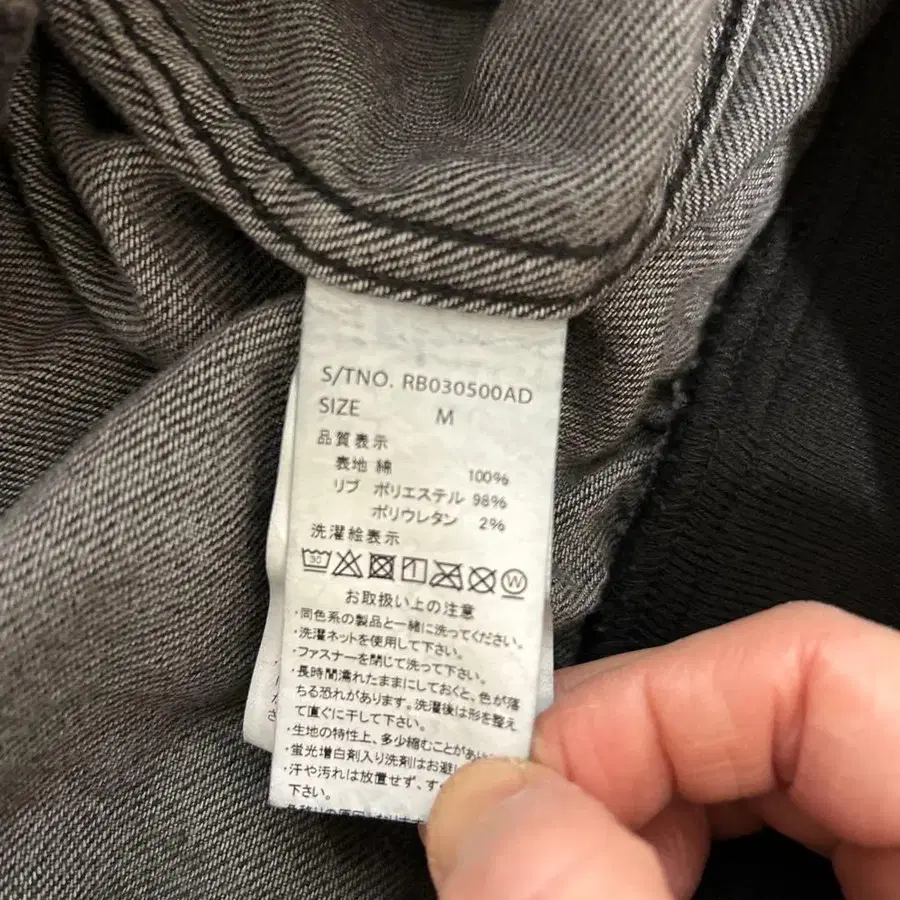 S/TNO. RB030500AD
SIZE M
品質表示
表地 綿 100%
リブ ポリエステル 98%
ポリウレタン 2%
洗濯絵表示
30 W
お取扱い上の注意
・同色系の製品と一緒に洗ってください。
・洗濯ネットを使用して下さい。
・ファスナーを閉じて洗って下さい。
・長時間濡れたままにしておくと、色が落
ちる恐れがあります。洗濯後は形を整え
て直ぐに干して下さい。
・生地の特性上、多少縮むことがあ
・蛍光増白剤入り洗剤はお避し
・汗や汚れは放置せず、す
下さい。